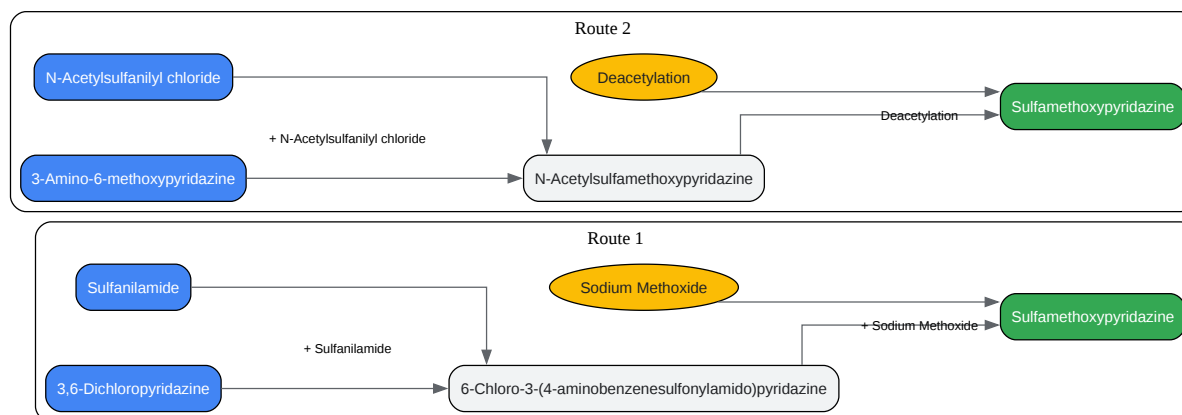 Route 2
N-Acetylsulfanilyl chloride
Deacetylation
Sulfamethoxypyridazine
Deacetylation
+ N-Acetylsulfanilyl chloride
3-Amino-6-methoxypyridazine
N-Acetylsulfamethoxypyridazine
Route 1
Sulfanilamide
Sodium Methoxide
Sulfamethoxypyridazine
+ Sodium Methoxide
+ Sulfanilamide
3,6-Dichloropyridazine
6-Chloro-3-(4-aminobenzenesulfonylamido)pyridazine